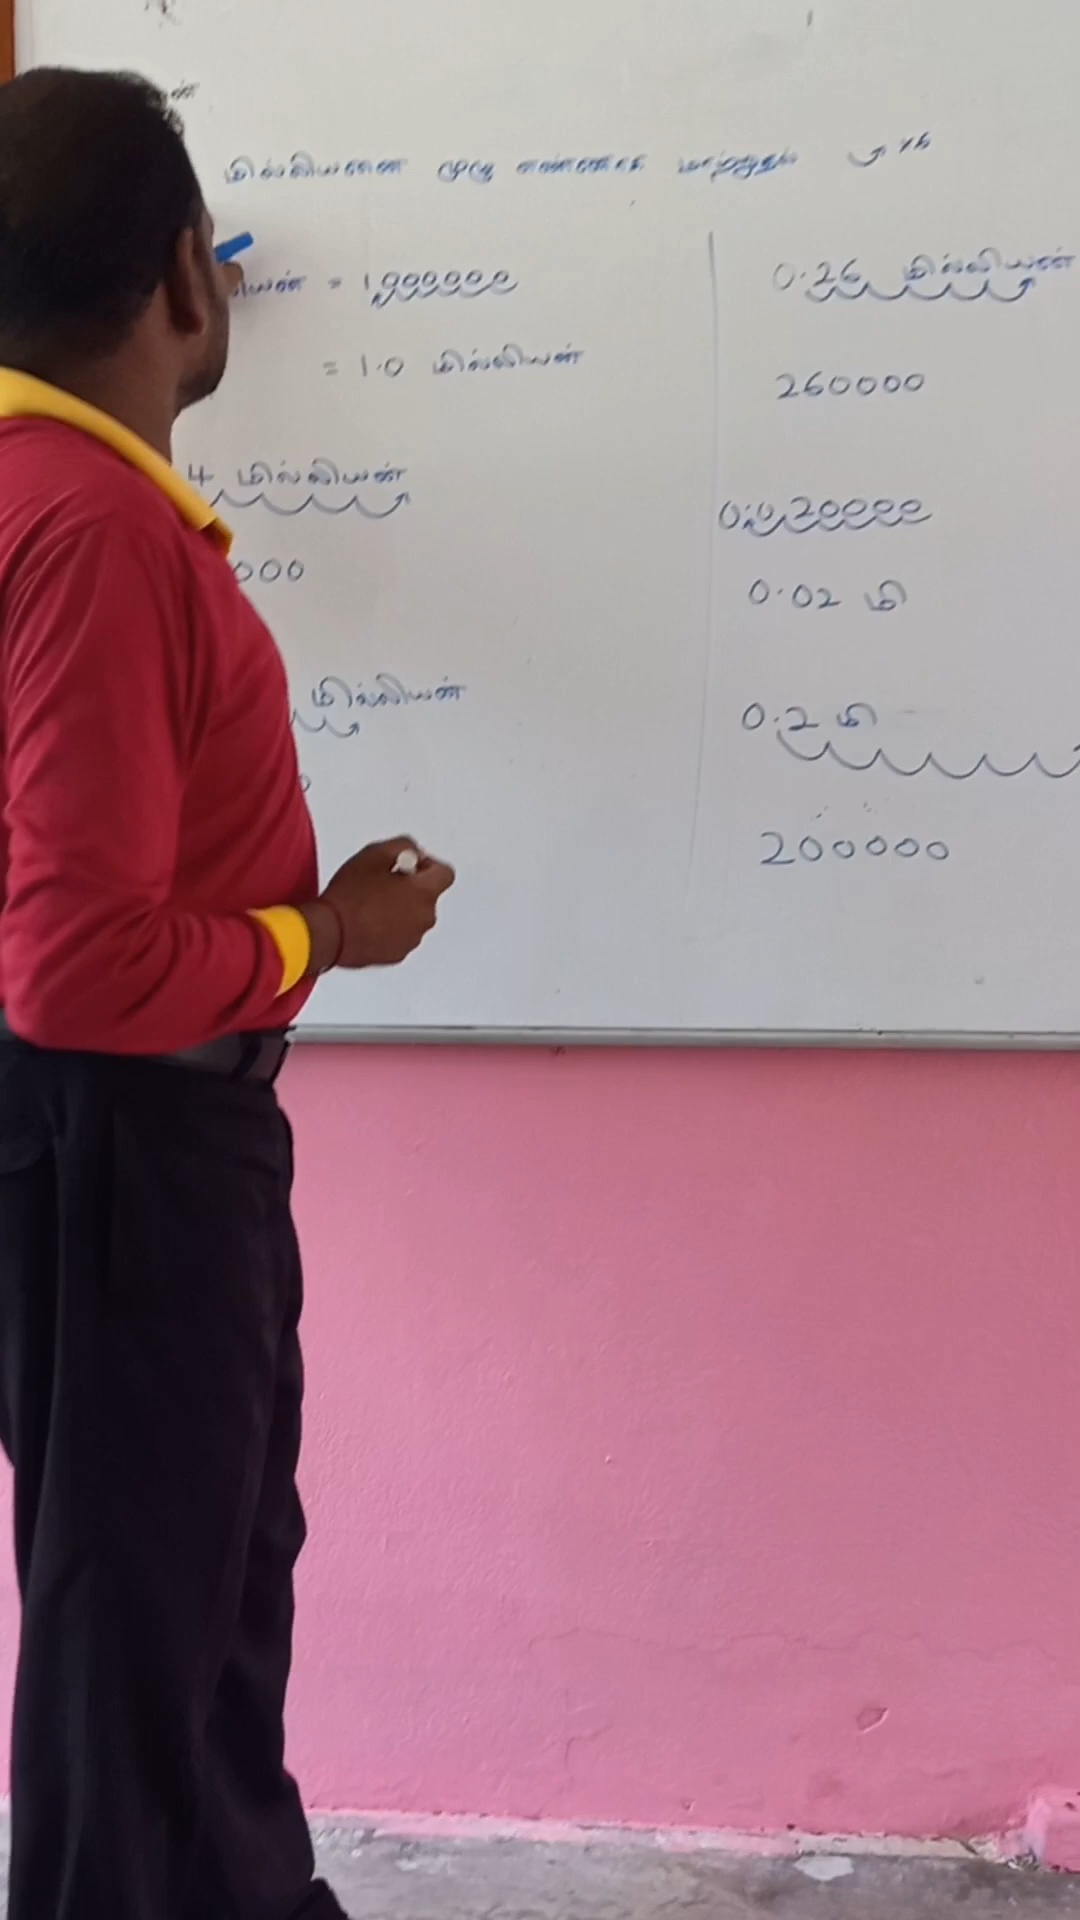 மில்லியனை முழு எண்ணாக மாற்றுதல் x6
லியன் = 1000000
= 1.0 மில்லியன்
4 மில்லியன்
000
மில்லியன்
0.26 மில்லியன்
260000
0.020000
0.02 மி
0.2 மி
200000